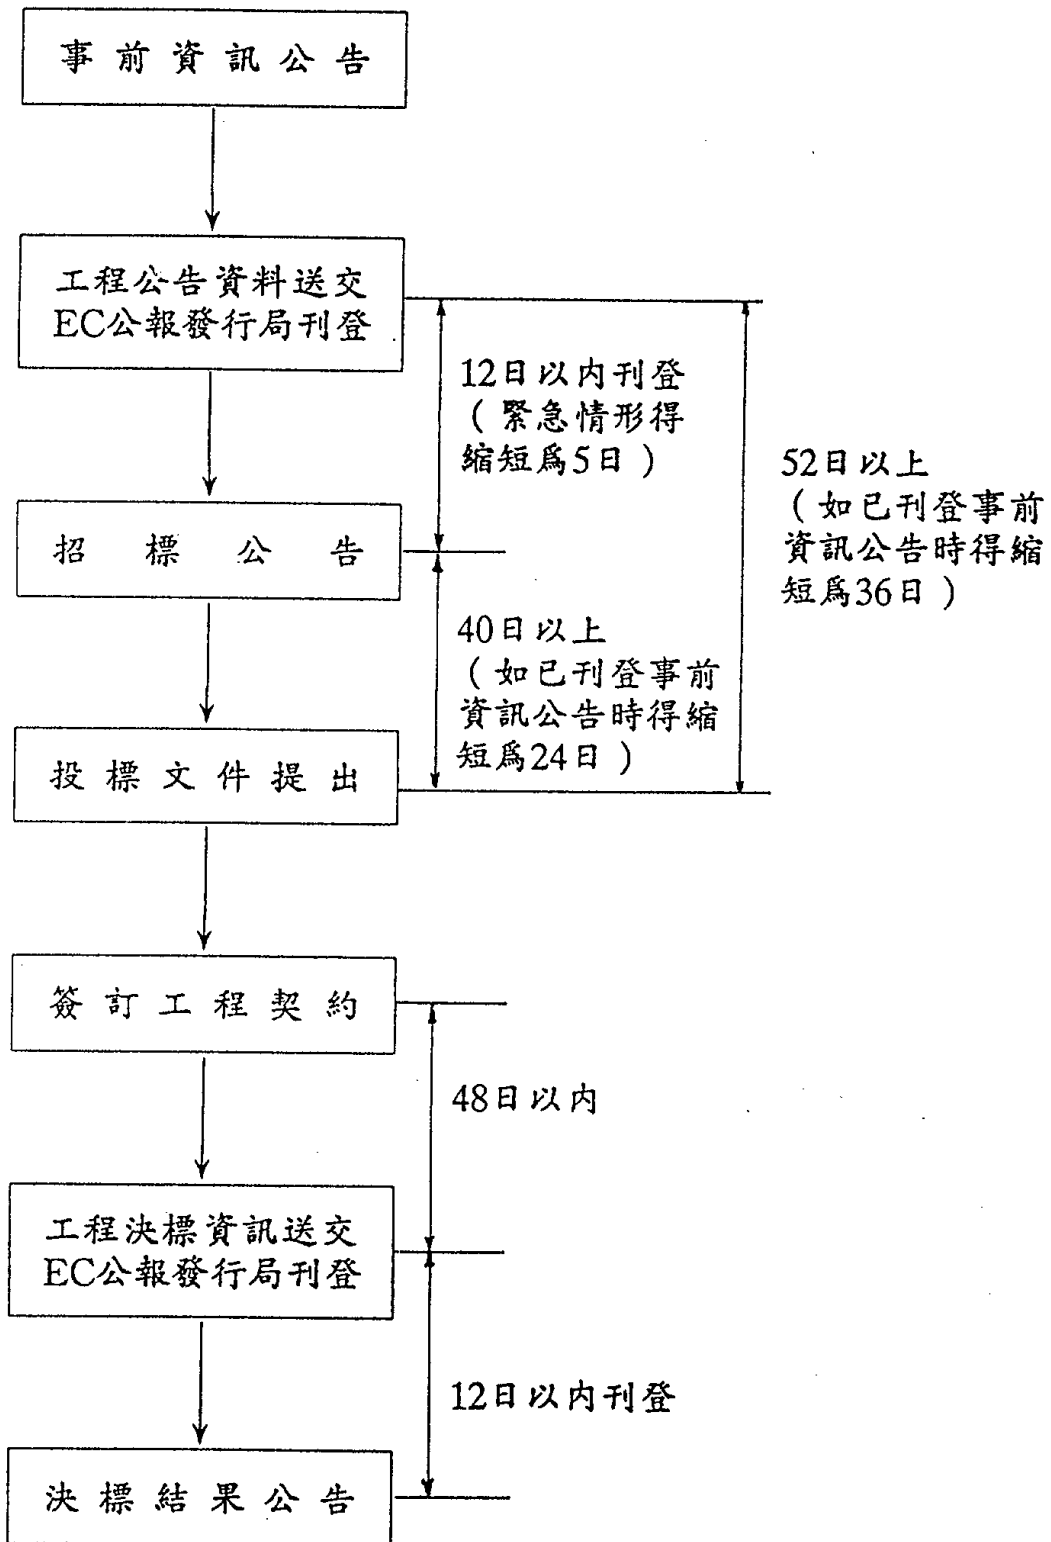 事前資訊公告
工程公告資料送交
EC公報發行局刊登
12日以内刊登
（緊急情形得
縮短爲5日）
52日以上
（如已刊登事前
資訊公告時得縮
短爲36日）
招標公告
40日以上
（如已刊登事前
資訊公告時得縮
短爲24日）
投標文件提出
簽訂工程契約
48日以内
工程決標資訊送交
EC公報發行局刊登
12日以内刊登
決標結果公告